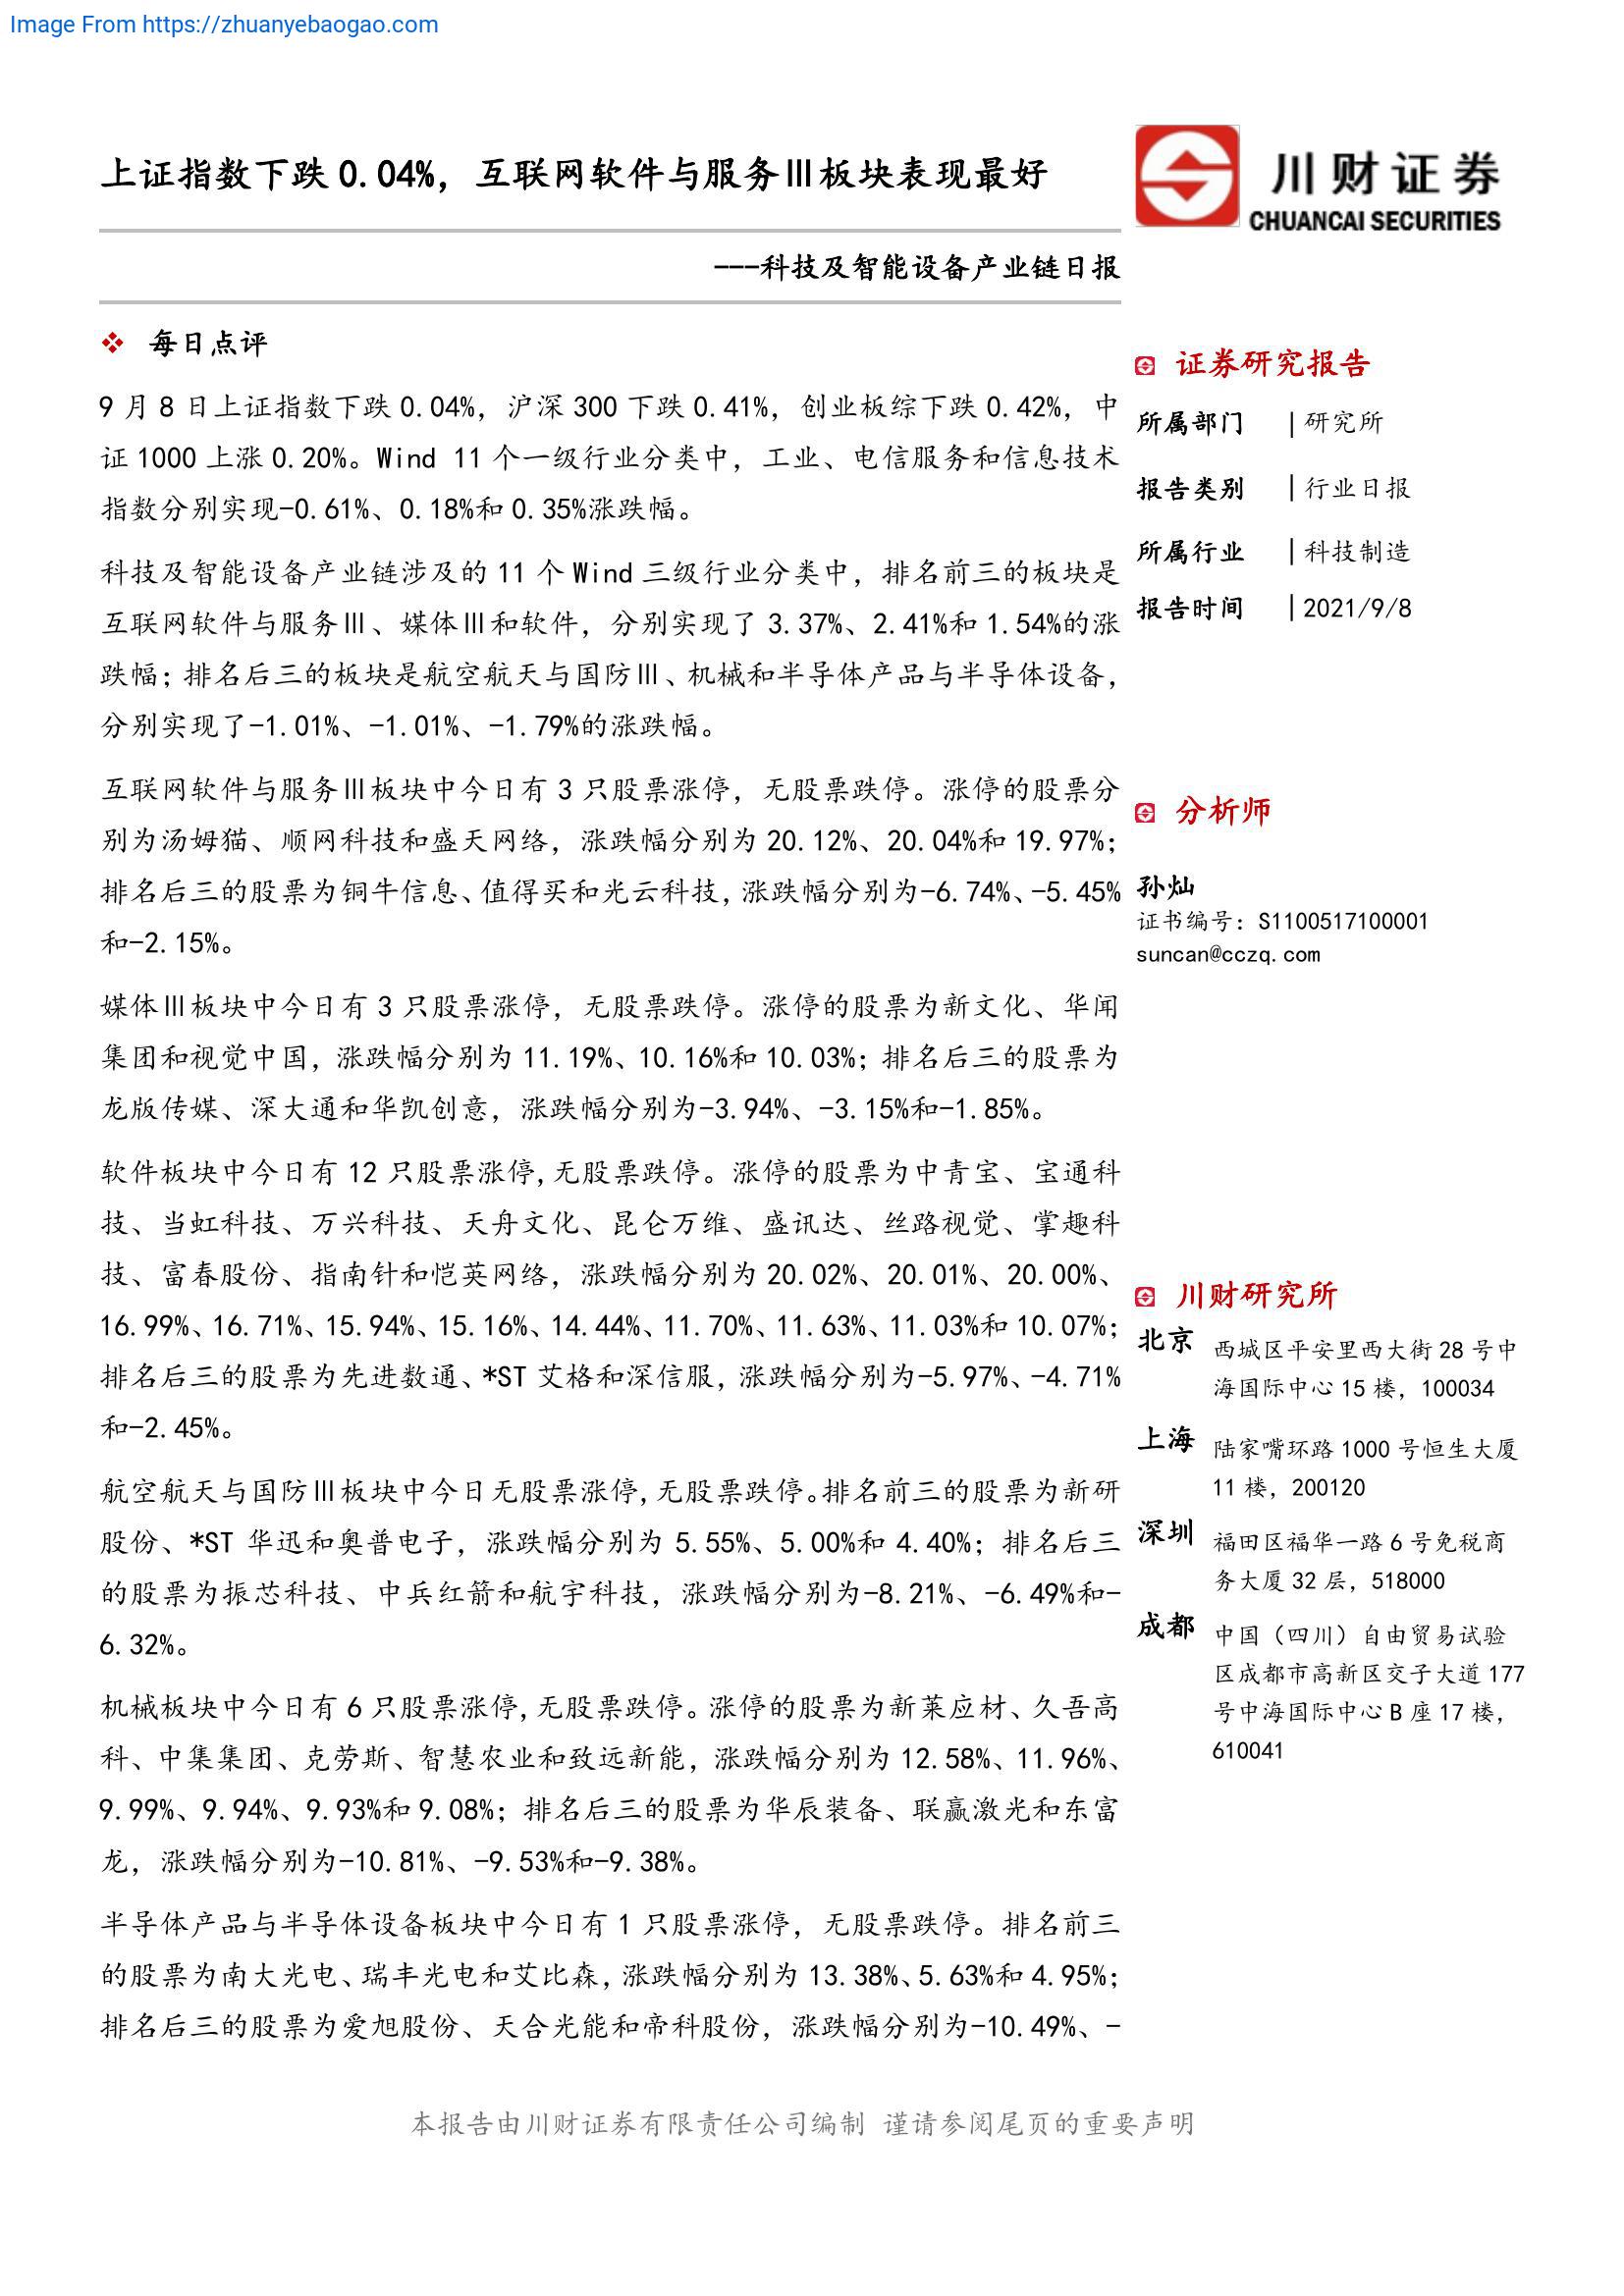 Image From https://zhuanyebaogao.com
上证指数下跌 0.04%，互联网软件与服务Ⅲ板块表现最好
---科技及智能设备产业链日报
川财证券
CHUANCAI SECURITIES
每日点评
9 月 8 日上证指数下跌 0.04%，沪深 300 下跌 0.41%，创业板综下跌 0.42%，中
证 1000 上涨 0.20%。Wind 11 个一级行业分类中，工业、电信服务和信息技术
指数分别实现-0.61%、0.18%和 0.35%涨跌幅。
科技及智能设备产业链涉及的 11 个 Wind 三级行业分类中，排名前三的板块是
互联网软件与服务Ⅲ、媒体Ⅲ和软件，分别实现了 3.37%、2.41%和 1.54%的涨
跌幅；排名后三的板块是航空航天与国防Ⅲ、机械和半导体产品与半导体设备，
分别实现了-1.01%、-1.01%、-1.79%的涨跌幅。
互联网软件与服务Ⅲ板块中今日有 3 只股票涨停，无股票跌停。涨停的股票分
别为汤姆猫、顺网科技和盛天网络，涨跌幅分别为 20.12%、20.04%和 19.97%；
排名后三的股票为铜牛信息、值得买和光云科技，涨跌幅分别为-6.74%、-5.45%
和-2.15%。
媒体Ⅲ板块中今日有 3 只股票涨停，无股票跌停。涨停的股票为新文化、华闻
集团和视觉中国，涨跌幅分别为 11.19%、10.16%和 10.03%；排名后三的股票为
龙版传媒、深大通和华凯创意，涨跌幅分别为-3.94%、-3.15%和-1.85%。
软件板块中今日有 12 只股票涨停,无股票跌停。涨停的股票为中青宝、宝通科
技、当虹科技、万兴科技、天舟文化、昆仑万维、盛讯达、丝路视觉、掌趣科
技、富春股份、指南针和恺英网络，涨跌幅分别为 20.02%、20.01%、20.00%、
16.99%、16.71%、15.94%、15.16%、14.44%、11.70%、11.63%、11.03%和 10.07%；
排名后三的股票为先进数通、*ST 艾格和深信服，涨跌幅分别为-5.97%、-4.71%
和-2.45%。
航空航天与国防Ⅲ板块中今日无股票涨停,无股票跌停。排名前三的股票为新研
股份、*ST 华迅和奥普电子，涨跌幅分别为 5.55%、5.00%和 4.40%；排名后三
的股票为振芯科技、中兵红箭和航宇科技，涨跌幅分别为-8.21%、-6.49%和-
6.32%。
机械板块中今日有 6 只股票涨停,无股票跌停。涨停的股票为新莱应材、久吾高
科、中集集团、克劳斯、智慧农业和致远新能，涨跌幅分别为 12.58%、11.96%、
9.99%、9.94%、9.93%和 9.08%；排名后三的股票为华辰装备、联赢激光和东富
龙，涨跌幅分别为-10.81%、-9.53%和-9.38%。
半导体产品与半导体设备板块中今日有 1 只股票涨停，无股票跌停。排名前三
的股票为南大光电、瑞丰光电和艾比森，涨跌幅分别为 13.38%、5.63%和 4.95%；
排名后三的股票为爱旭股份、天合光能和帝科股份，涨跌幅分别为-10.49%、-
证券研究报告
所属部门 |研究所
报告类别 |行业日报
所属行业 |科技制造
报告时间 |2021/9/8
分析师
孙灿
证书编号：S1100517100001
suncan@cczq.com
川财研究所
北京 西城区平安里西大街 28 号中
海国际中心 15 楼，100034
上海 陆家嘴环路 1000 号恒生大厦
11 楼，200120
深圳 福田区福华一路 6 号免税商
务大厦 32 层，518000
成都 中国（四川）自由贸易试验
区成都市高新区交子大道 177
号中海国际中心 B 座 17 楼，
610041
本报告由川财证券有限责任公司编制 谨请参阅尾页的重要声明